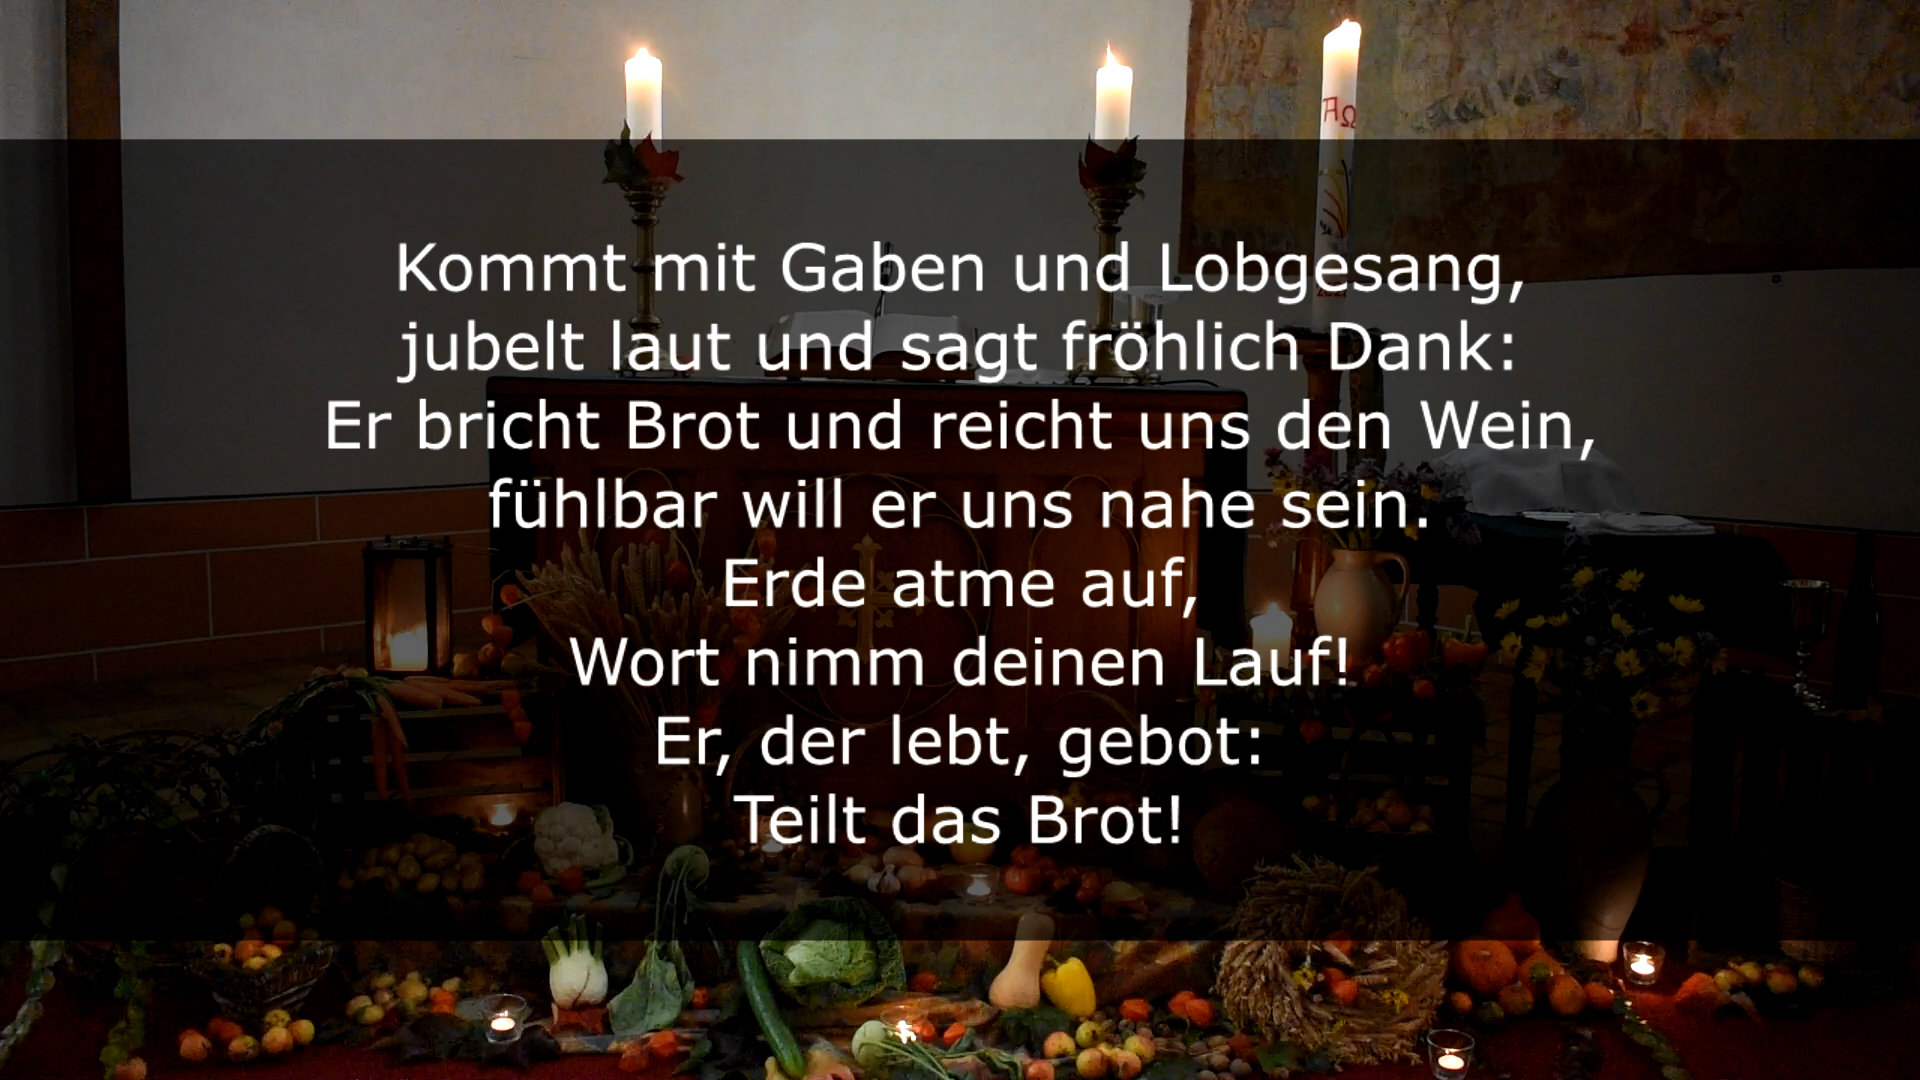 ΑΩ
Kommt mit Gaben und Lobgesang,
jubelt laut und sagt fröhlich Dank:
Er bricht Brot und reicht uns den Wein,
fühlbar will er uns nahe sein.
Erde atme auf,
Wort nimm deinen Lauf!
Er, der lebt, gebot:
Teilt das Brot!